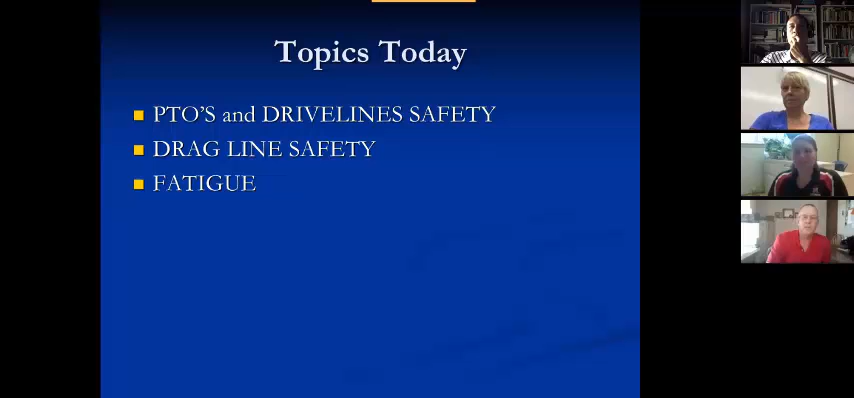 Topics Today
PTO'S and DRIVELINES SAFETY
DRAG LINE SAFETY
FATIGUE